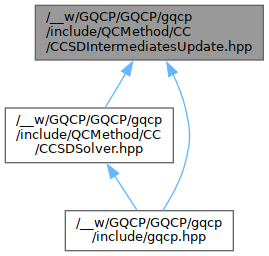 /__w/GQCP/GQCP/gqcp
/include/QCMethod/CC
/CCSDIntermediatesUpdate.hpp
/__w/GQCP/GQCP/gqcp
/include/QCMethod/CC
/CCSDSolver.hpp
/__w/GQCP/GQCP/gqcp
/include/gqcp.hpp